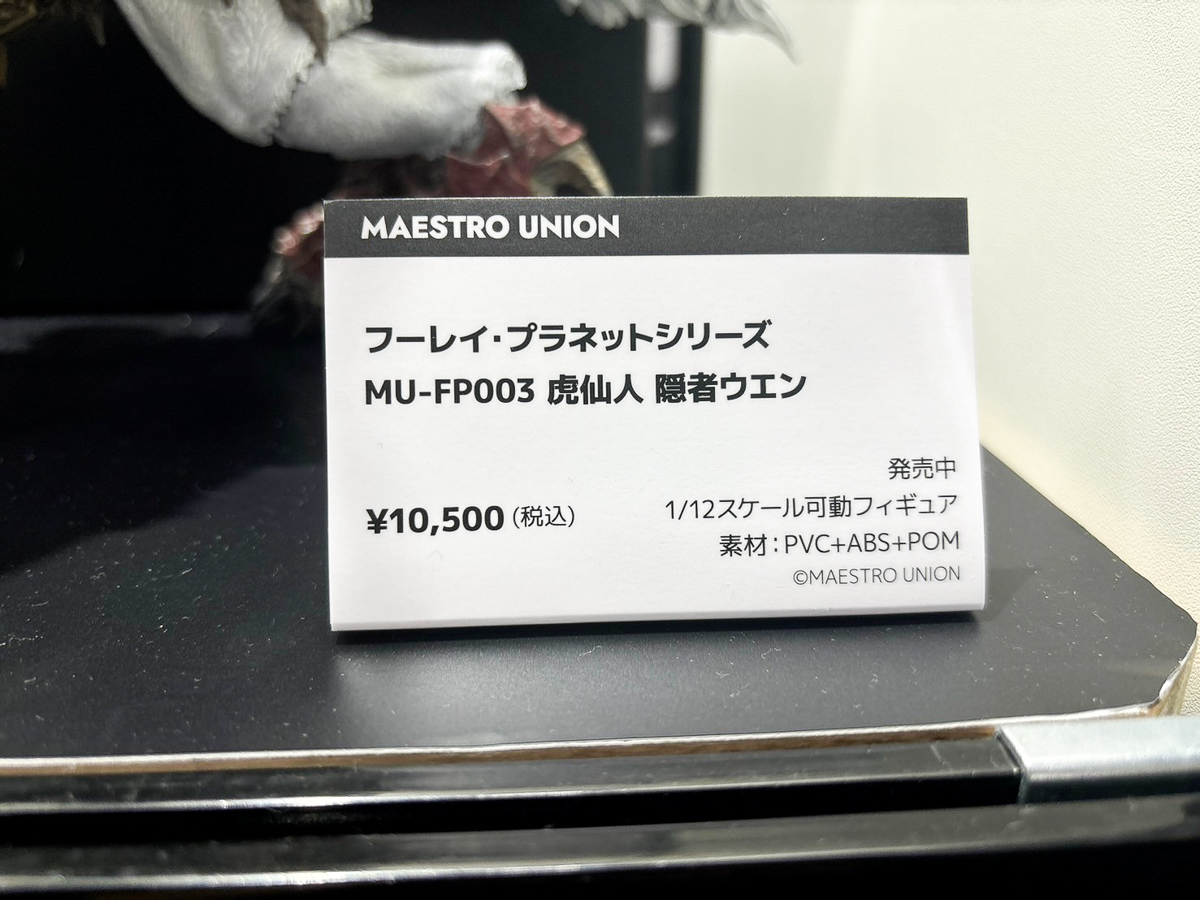 MAESTRO UNION
フーレイ・プラネットシリーズ
MU-FP003 虎仙人 隠者ウエン
発売中
¥10,500 (税込)
1/12スケール可動フィギュア
素材：PVC+ABS+POM
©MAESTRO UNION